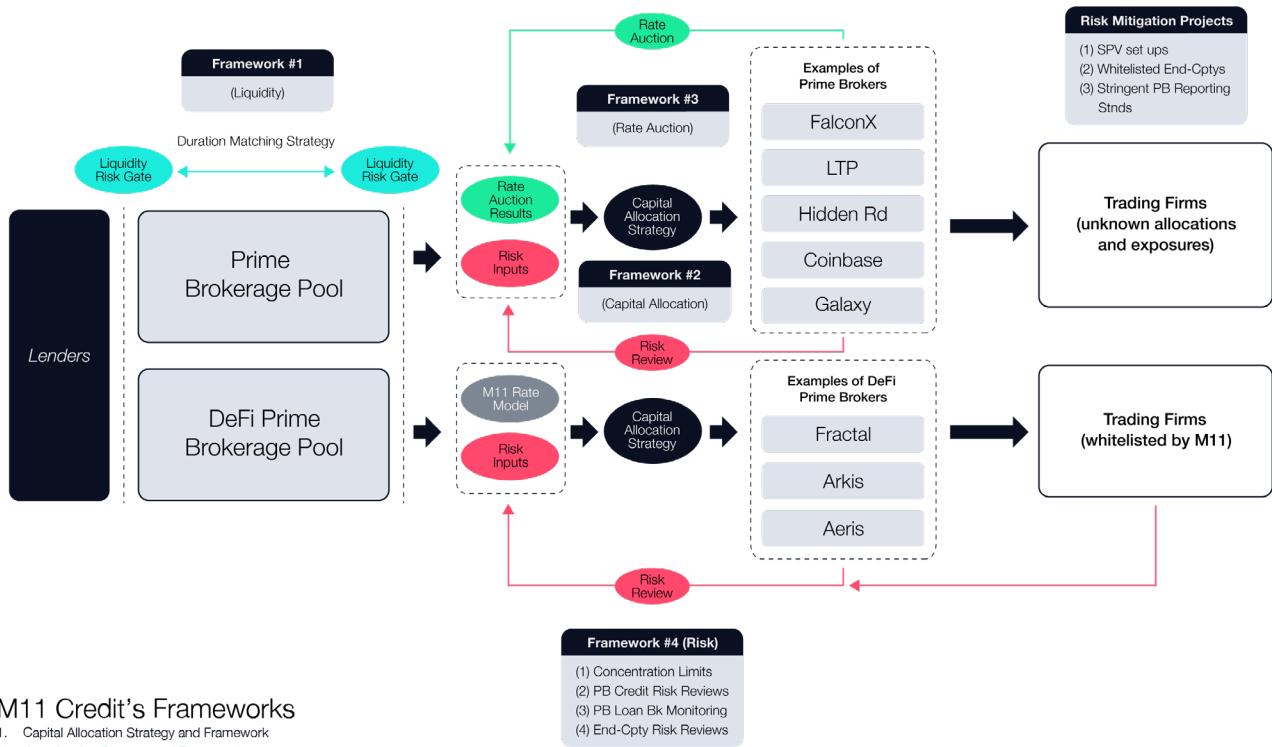 Rate
Auction
Risk Mitigation Projects
(1) SPV set ups
(2) Whitelisted End-Cptys
(3) Stringent PB Reporting
Stnds
Framework #1
(Liquidity)
Examples of
Prime Brokers
Framework #3
(Rate Auction)
Duration Matching Strategy
Liquidity
Risk Gate
Liquidity
Risk Gate
FalconX
LTP
Hidden Rd
Coinbase
Galaxy
Rate
Auction
Results
Capital
Allocation
Strategy
Trading Firms
(unknown allocations
and exposures)
Prime
Brokerage Pool
Risk
Inputs
Framework #2
(Capital Allocation)
Lenders
Risk
Review
DeFi Prime
Brokerage Pool
M11 Rate
Model
Risk
Inputs
Capital
Allocation
Strategy
Examples of DeFi
Prime Brokers
Fractal
Arkis
Aeris
Trading Firms
(whitelisted by M11)
Risk
Review
Framework #4 (Risk)
(1) Concentration Limits
(2) PB Credit Risk Reviews
(3) PB Loan Bk Monitoring
(4) End-Cpty Risk Reviews
M11 Credit's Frameworks
1. Capital Allocation Strategy and Framework